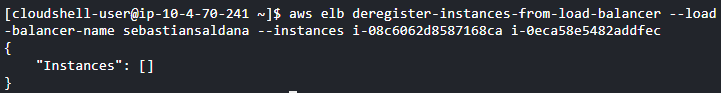 [cloudshell-user@ip-10-4-70-241 ~]$ aws elb deregister-instances-from-load-balancer --load
-balancer-name sebastiansaldana --instances i-08c6062d8587168ca i-0eca58e5482addfec
{
    "Instances": []
}